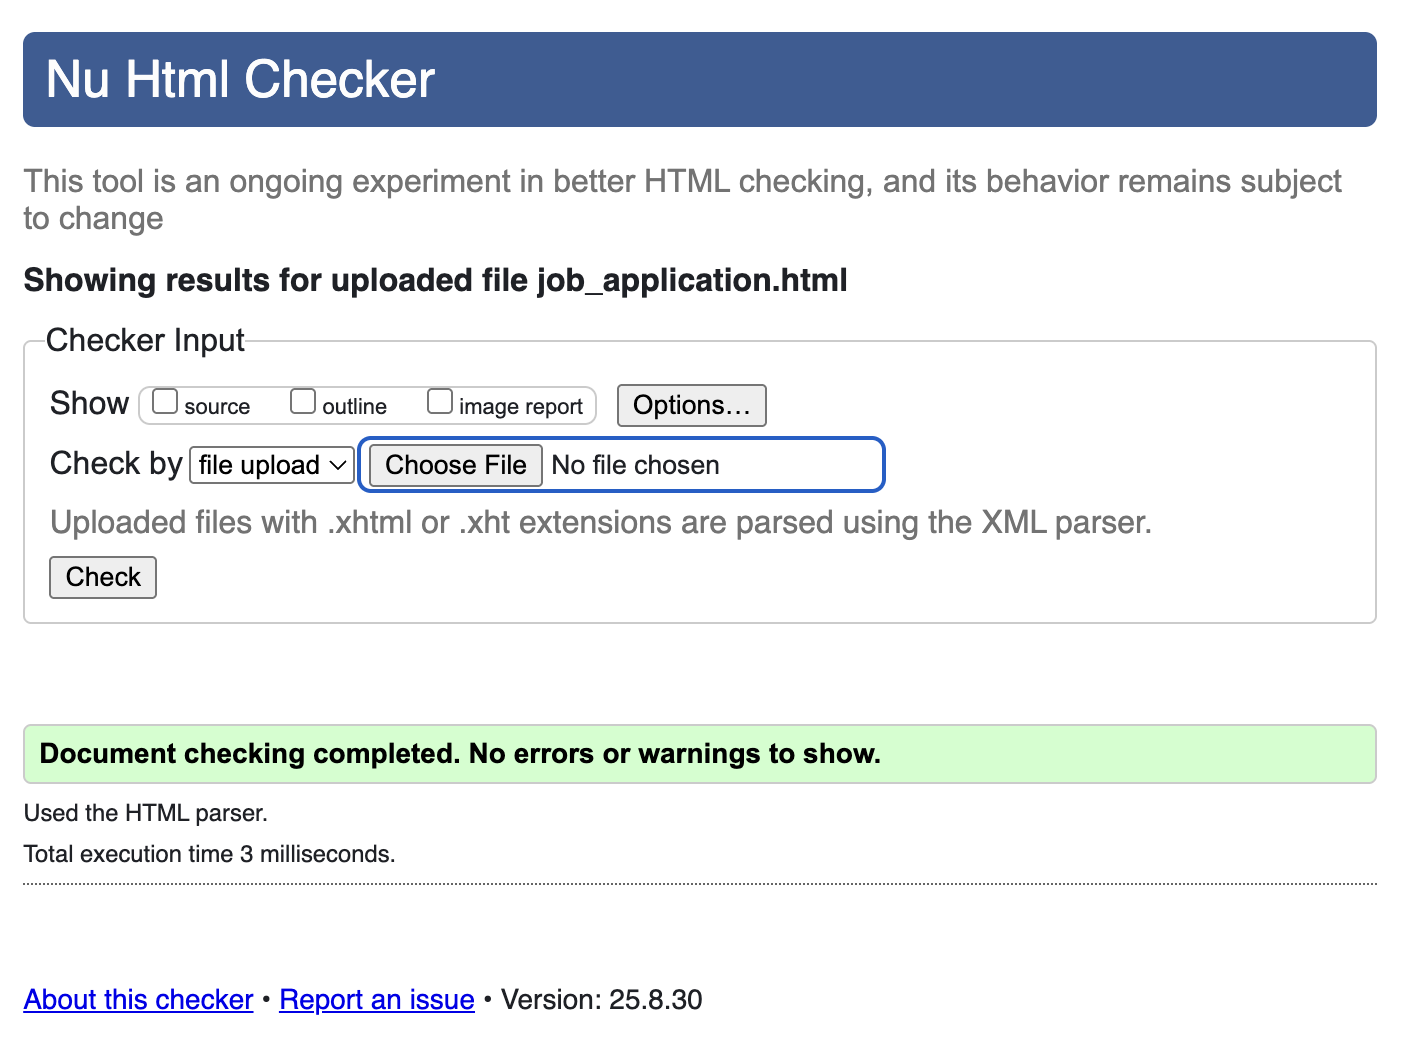 Nu Html Checker
This tool is an ongoing experiment in better HTML checking, and its behavior remains subject
to change
Showing results for uploaded file job_application.html
Checker Input
Show source outline image report Options…
Check by file upload Choose File No file chosen
Uploaded files with .xhtml or .xht extensions are parsed using the XML parser.
Check
Document checking completed. No errors or warnings to show.
Used the HTML parser.
Total execution time 3 milliseconds.
About this checker • Report an issue • Version: 25.8.30